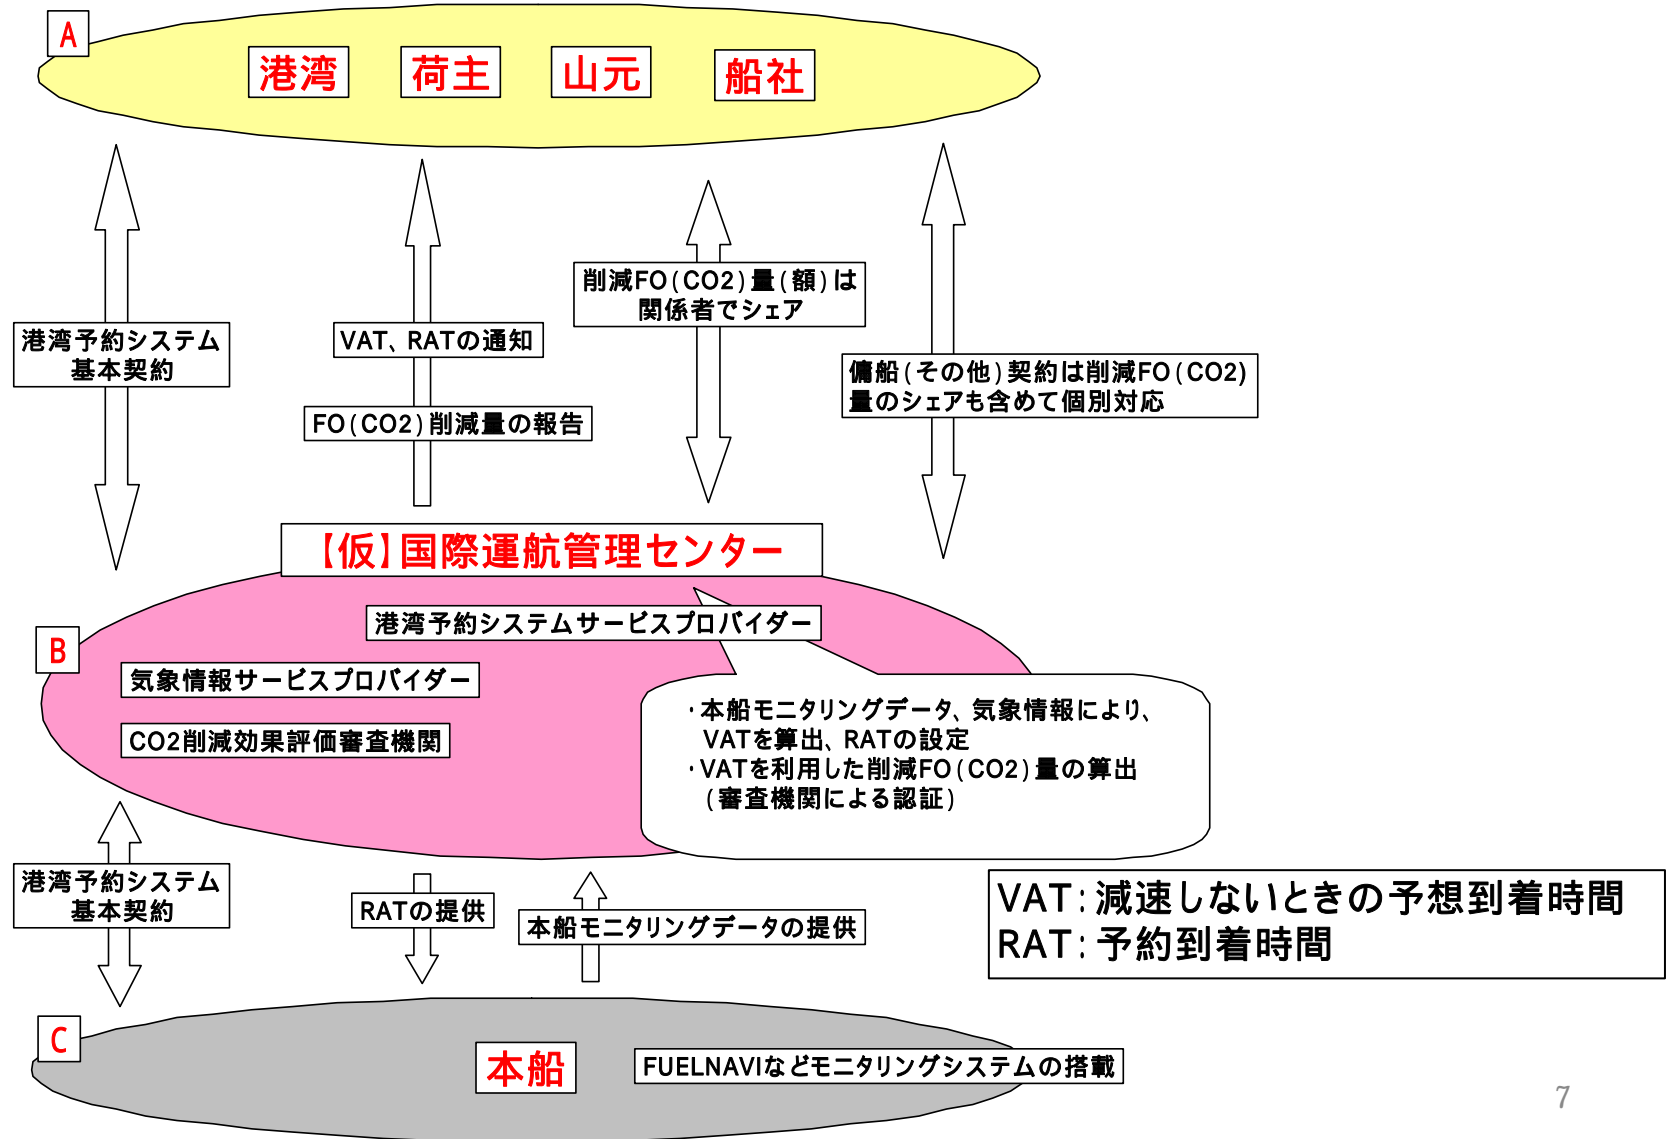 A
港湾
荷主
山元
船社
港湾予約システム
基本契約
VAT、RATの通知
FO(CO2)削減量の報告
削減FO(CO2)量(額)は
関係者でシェア
傭船(その他)契約は削減FO(CO2)
量のシェアも含めて個別対応
【仮】国際運航管理センター
B
港湾予約システムサービスプロバイダー
気象情報サービスプロバイダー
CO2削減効果評価審査機関
・本船モニタリングデータ、気象情報により、
VATを算出、RATの設定
・VATを利用した削減FO(CO2)量の算出
(審査機関による認証)
港湾予約システム
基本契約
RATの提供
本船モニタリングデータの提供
VAT:減速しないときの予想到着時間
RAT:予約到着時間
C
本船
FUELNAVIなどモニタリングシステムの搭載
7